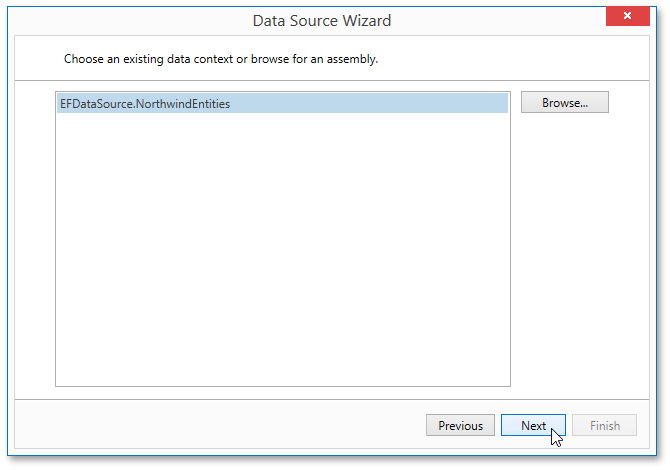 Data Source Wizard
Choose an existing data context or browse for an assembly.
EFDataSource.NorthwindEntities
Browse...
Previous
Next
Finish